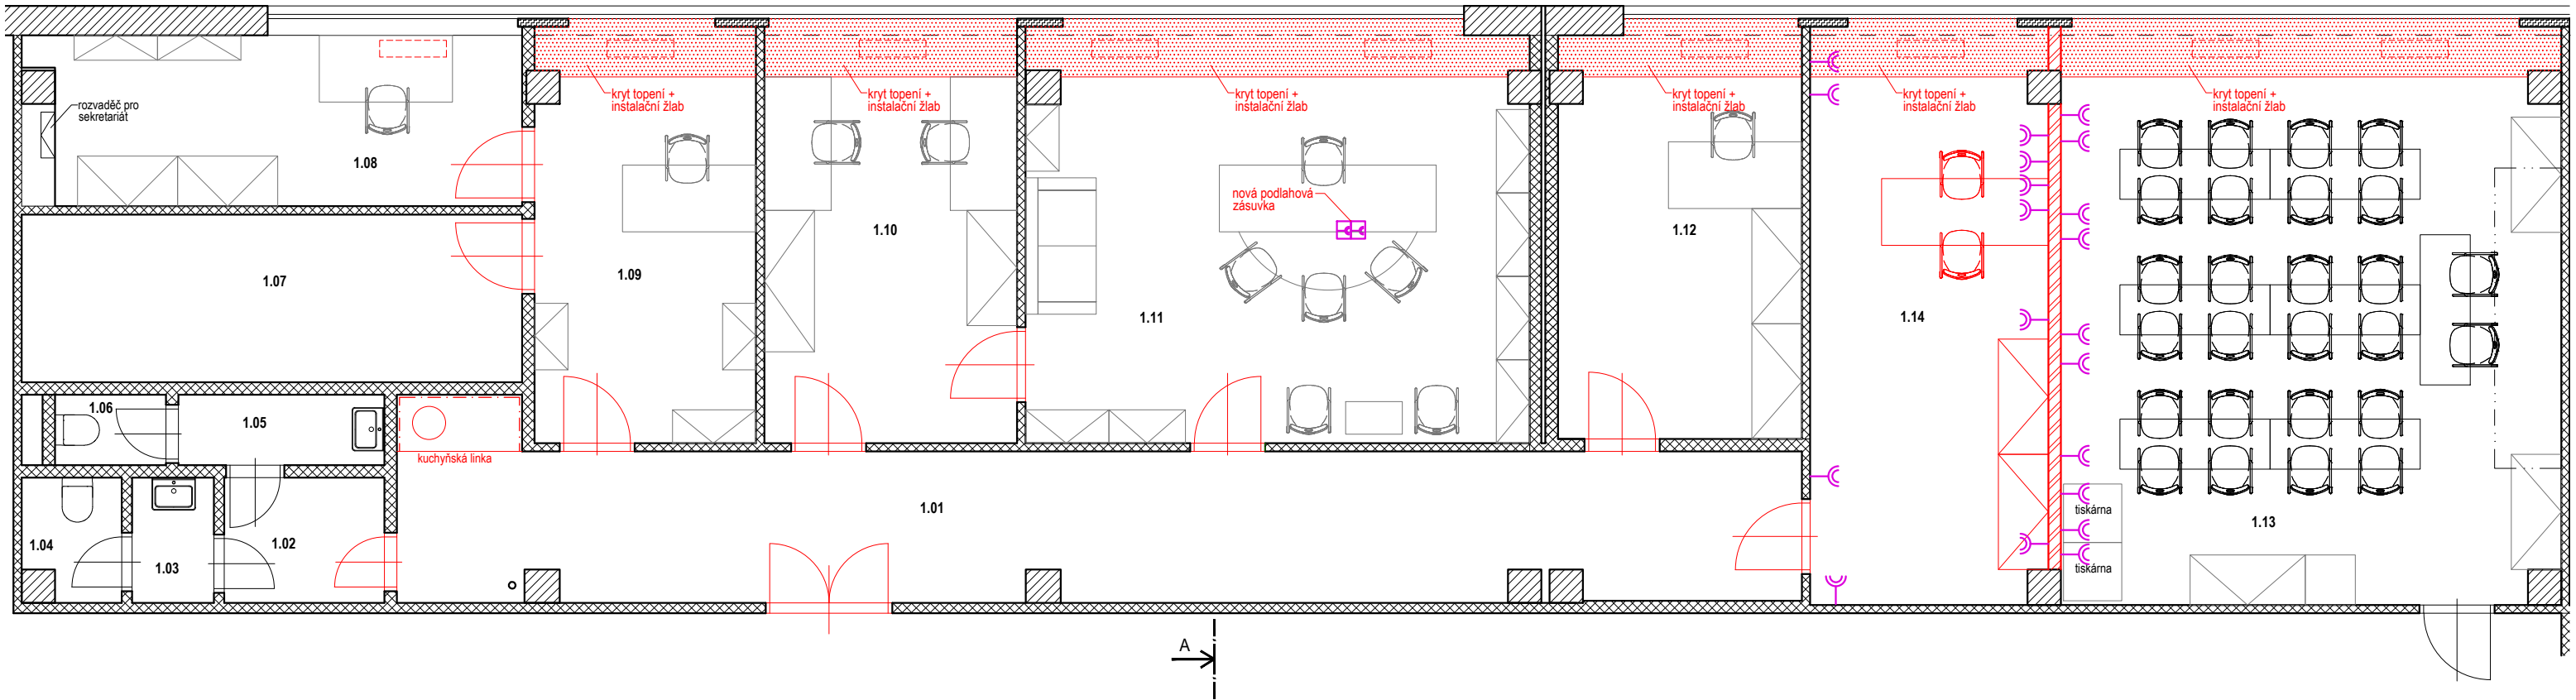 rozvaděč pro
sekretariát
1.08
kryt topení +
instalační žlab
kryt topení +
instalační žlab
kryt topení +
instalační žlab
kryt topení +
instalační žlab
kryt topení +
instalační žlab
kryt topení +
instalační žlab
nová podlahová
zásuvka
1.07
1.09
1.10
1.11
1.12
1.14
1.06
1.05
kuchyňská linka
1.04
1.03
1.02
1.01
tiskárna
tiskárna
1.13
A